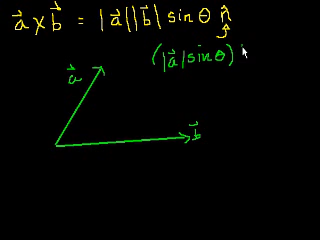 a⃗ × b⃗ = |a⃗||b⃗| sin θ n̂
(|a⃗| sin θ)
a⃗
b⃗